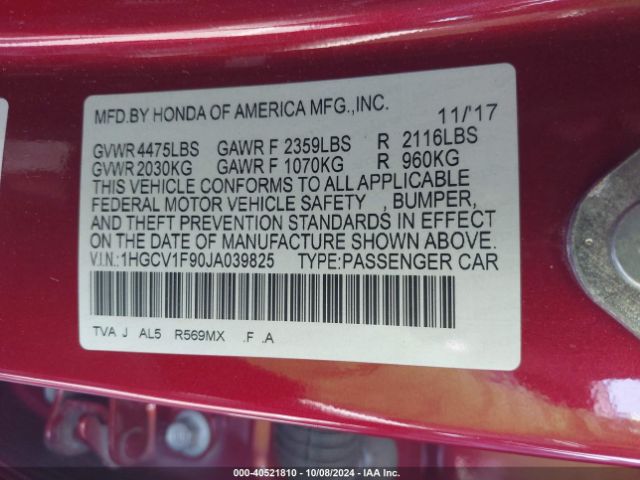 MFD.BY HONDA OF AMERICA MFG.,INC. 11/'17
GVWR 4475LBS GAWR F 2359LBS R 2116LBS
GVWR 2030KG GAWR F 1070KG R 960KG
THIS VEHICLE CONFORMS TO ALL APPLICABLE
FEDERAL MOTOR VEHICLE SAFETY , BUMPER,
AND THEFT PREVENTION STANDARDS IN EFFECT
ON THE DATE OF MANUFACTURE SHOWN ABOVE.
V.I.N.:1HGCV1F90JA039825 TYPE:PASSENGER CAR
TVA J AL5 R569MX .F .A
000-40521810 - 10/08/2024 - IAA Inc.